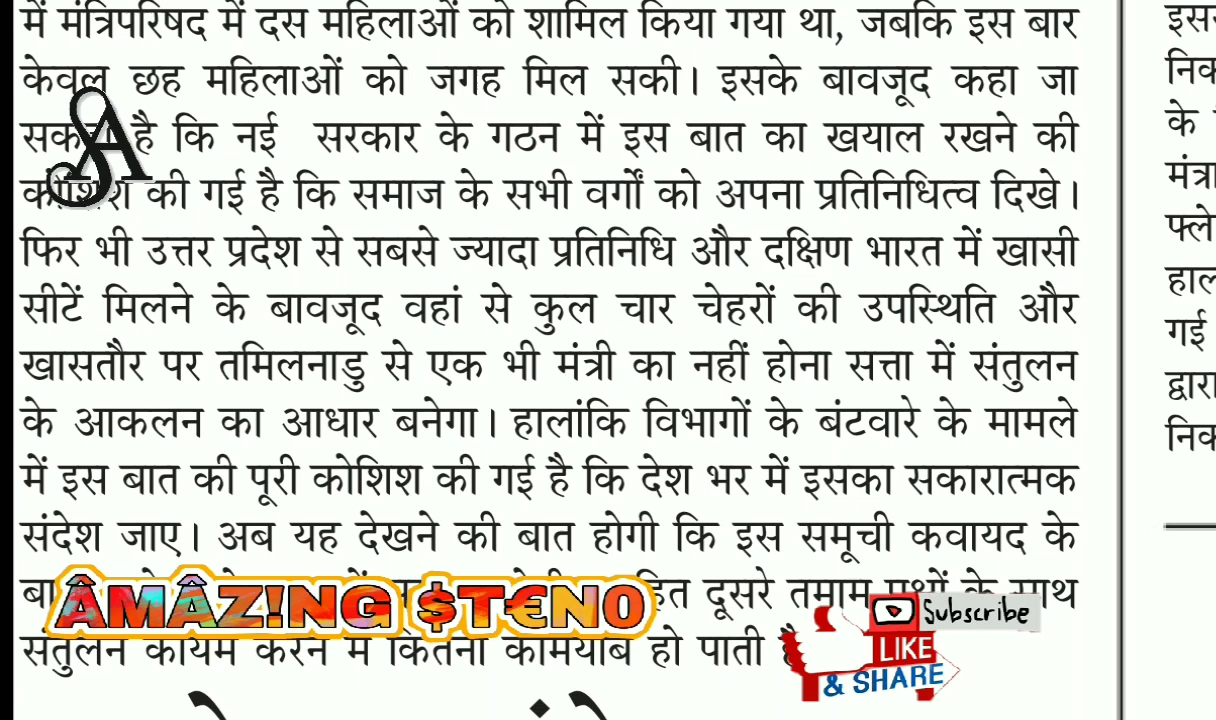 में मंत्रिपरिषद में दस महिलाओं को शामिल किया गया था, जबकि इस बार
केवल छह महिलाओं को जगह मिल सकी। इसके बावजूद कहा जा
है कि नई सरकार के गठन में इस बात का खयाल रखने की
की गई है कि समाज के सभी वर्गों को अपना प्रतिनिधित्व दिखे।
फिर भी उत्तर प्रदेश से सबसे ज्यादा प्रतिनिधि और दक्षिण भारत में खासी
सीटें मिलने के बावजूद वहां से कुल चार चेहरों की उपस्थिति और
खासतौर पर तमिलनाडु से एक भी मंत्री का नहीं होना सत्ता में संतुलन
के आकलन का आधार बनेगा। हालांकि विभागों के बंटवारे के मामले
में इस बात की पूरी कोशिश की गई है कि देश भर में इसका सकारात्मक
संदेश जाए। अब यह देखने की बात होगी कि इस समूची कवायद के
दूसरे तमाम के साथ
संतुलन कायम करने में कितनी कामयाब हो पाती
ÂMÂZ!NG $T€NO
Subscribe
LIKE
& SHARE
के
गई